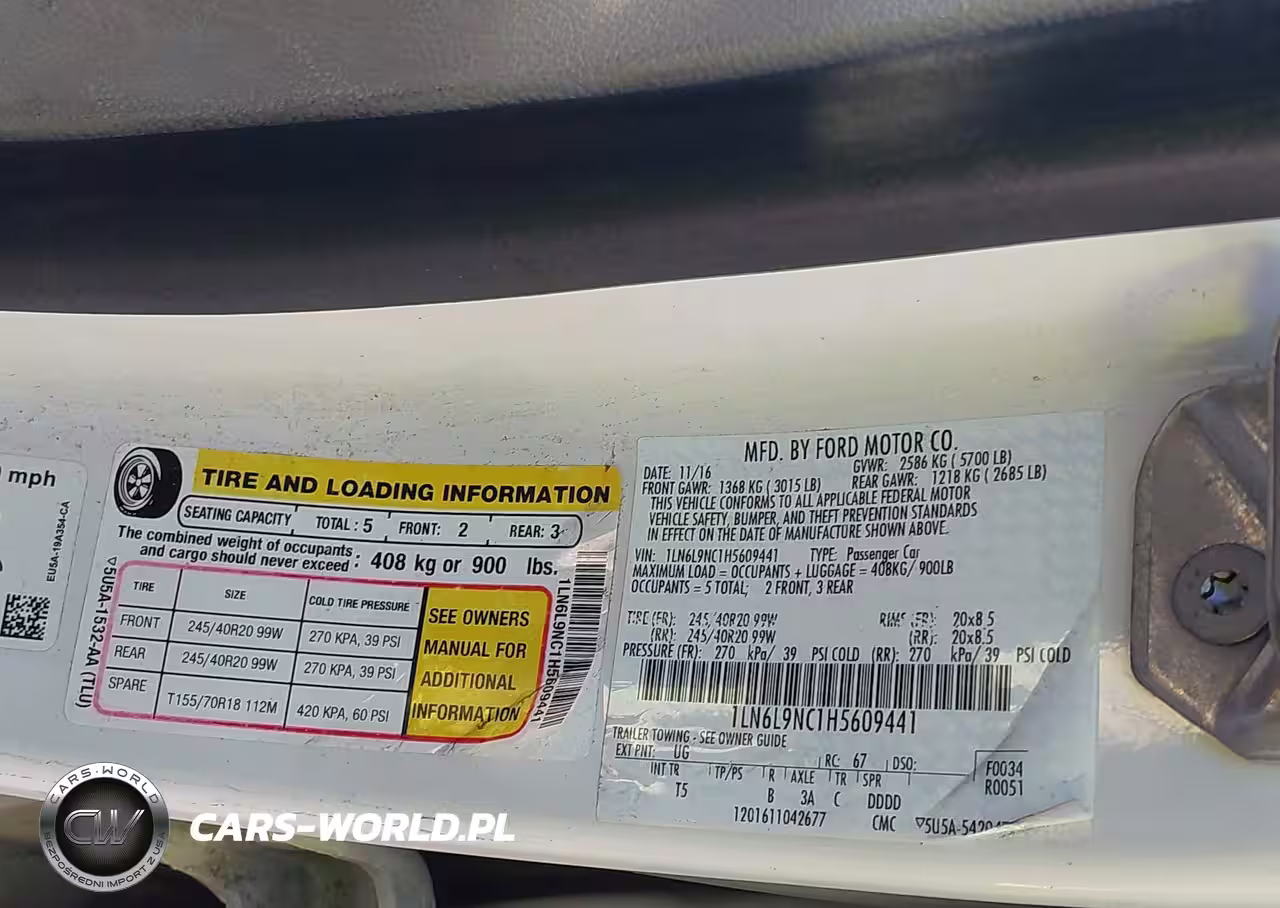 mph
EU5A-19A354-CA
TIRE AND LOADING INFORMATION
SEATING CAPACITY TOTAL : 5 FRONT: 2 REAR: 3
The combined weight of occupants
and cargo should never exceed : 408 kg or 900 lbs.
TIRE SIZE COLD TIRE PRESSURE
FRONT 245/40R20 99W 270 KPA, 39 PSI
REAR 245/40R20 99W 270 KPA, 39 PSI
SPARE T155/70R18 112M 420 KPA, 60 PSI
SEE OWNERS
MANUAL FOR
ADDITIONAL
INFORMATION
5U5A-1532-AA (TLU)
1LN6L9NC1H5609441
MFD. BY FORD MOTOR CO.
DATE: 11/16 GVWR: 2586 KG ( 5700 LB)
FRONT GAWR: 1368 KG ( 3015 LB) REAR GAWR: 1218 KG ( 2685 LB)
THIS VEHICLE CONFORMS TO ALL APPLICABLE FEDERAL MOTOR
VEHICLE SAFETY, BUMPER, AND THEFT PREVENTION STANDARDS
IN EFFECT ON THE DATE OF MANUFACTURE SHOWN ABOVE.
VIN: 1LN6L9NC1H5609441 TYPE: Passenger Car
MAXIMUM LOAD = OCCUPANTS + LUGGAGE = 408KG/ 900LB
OCCUPANTS = 5 TOTAL; 2 FRONT, 3 REAR
TIRE (FR): 245/40R20 99W RIMS (FR): 20x8.5
(RR): 245/40R20 99W (RR): 20x8.5
PRESSURE (FR): 270 kPa/ 39 PSI COLD (RR): 270 kPa/ 39 PSI COLD
1LN6L9NC1H5609441
TRAILER TOWING - SEE OWNER GUIDE
EXT PNT: UG RC: 67 DSO:
INT TR TP/PS R AXLE TR SPR F0034
T5 B 3A C DDDD R0051
1201611042677 CMC 5U5A-5420
CARS-WORLD
CW
BEZPOŚREDNI IMPORT Z USA
CARS-WORLD.PL